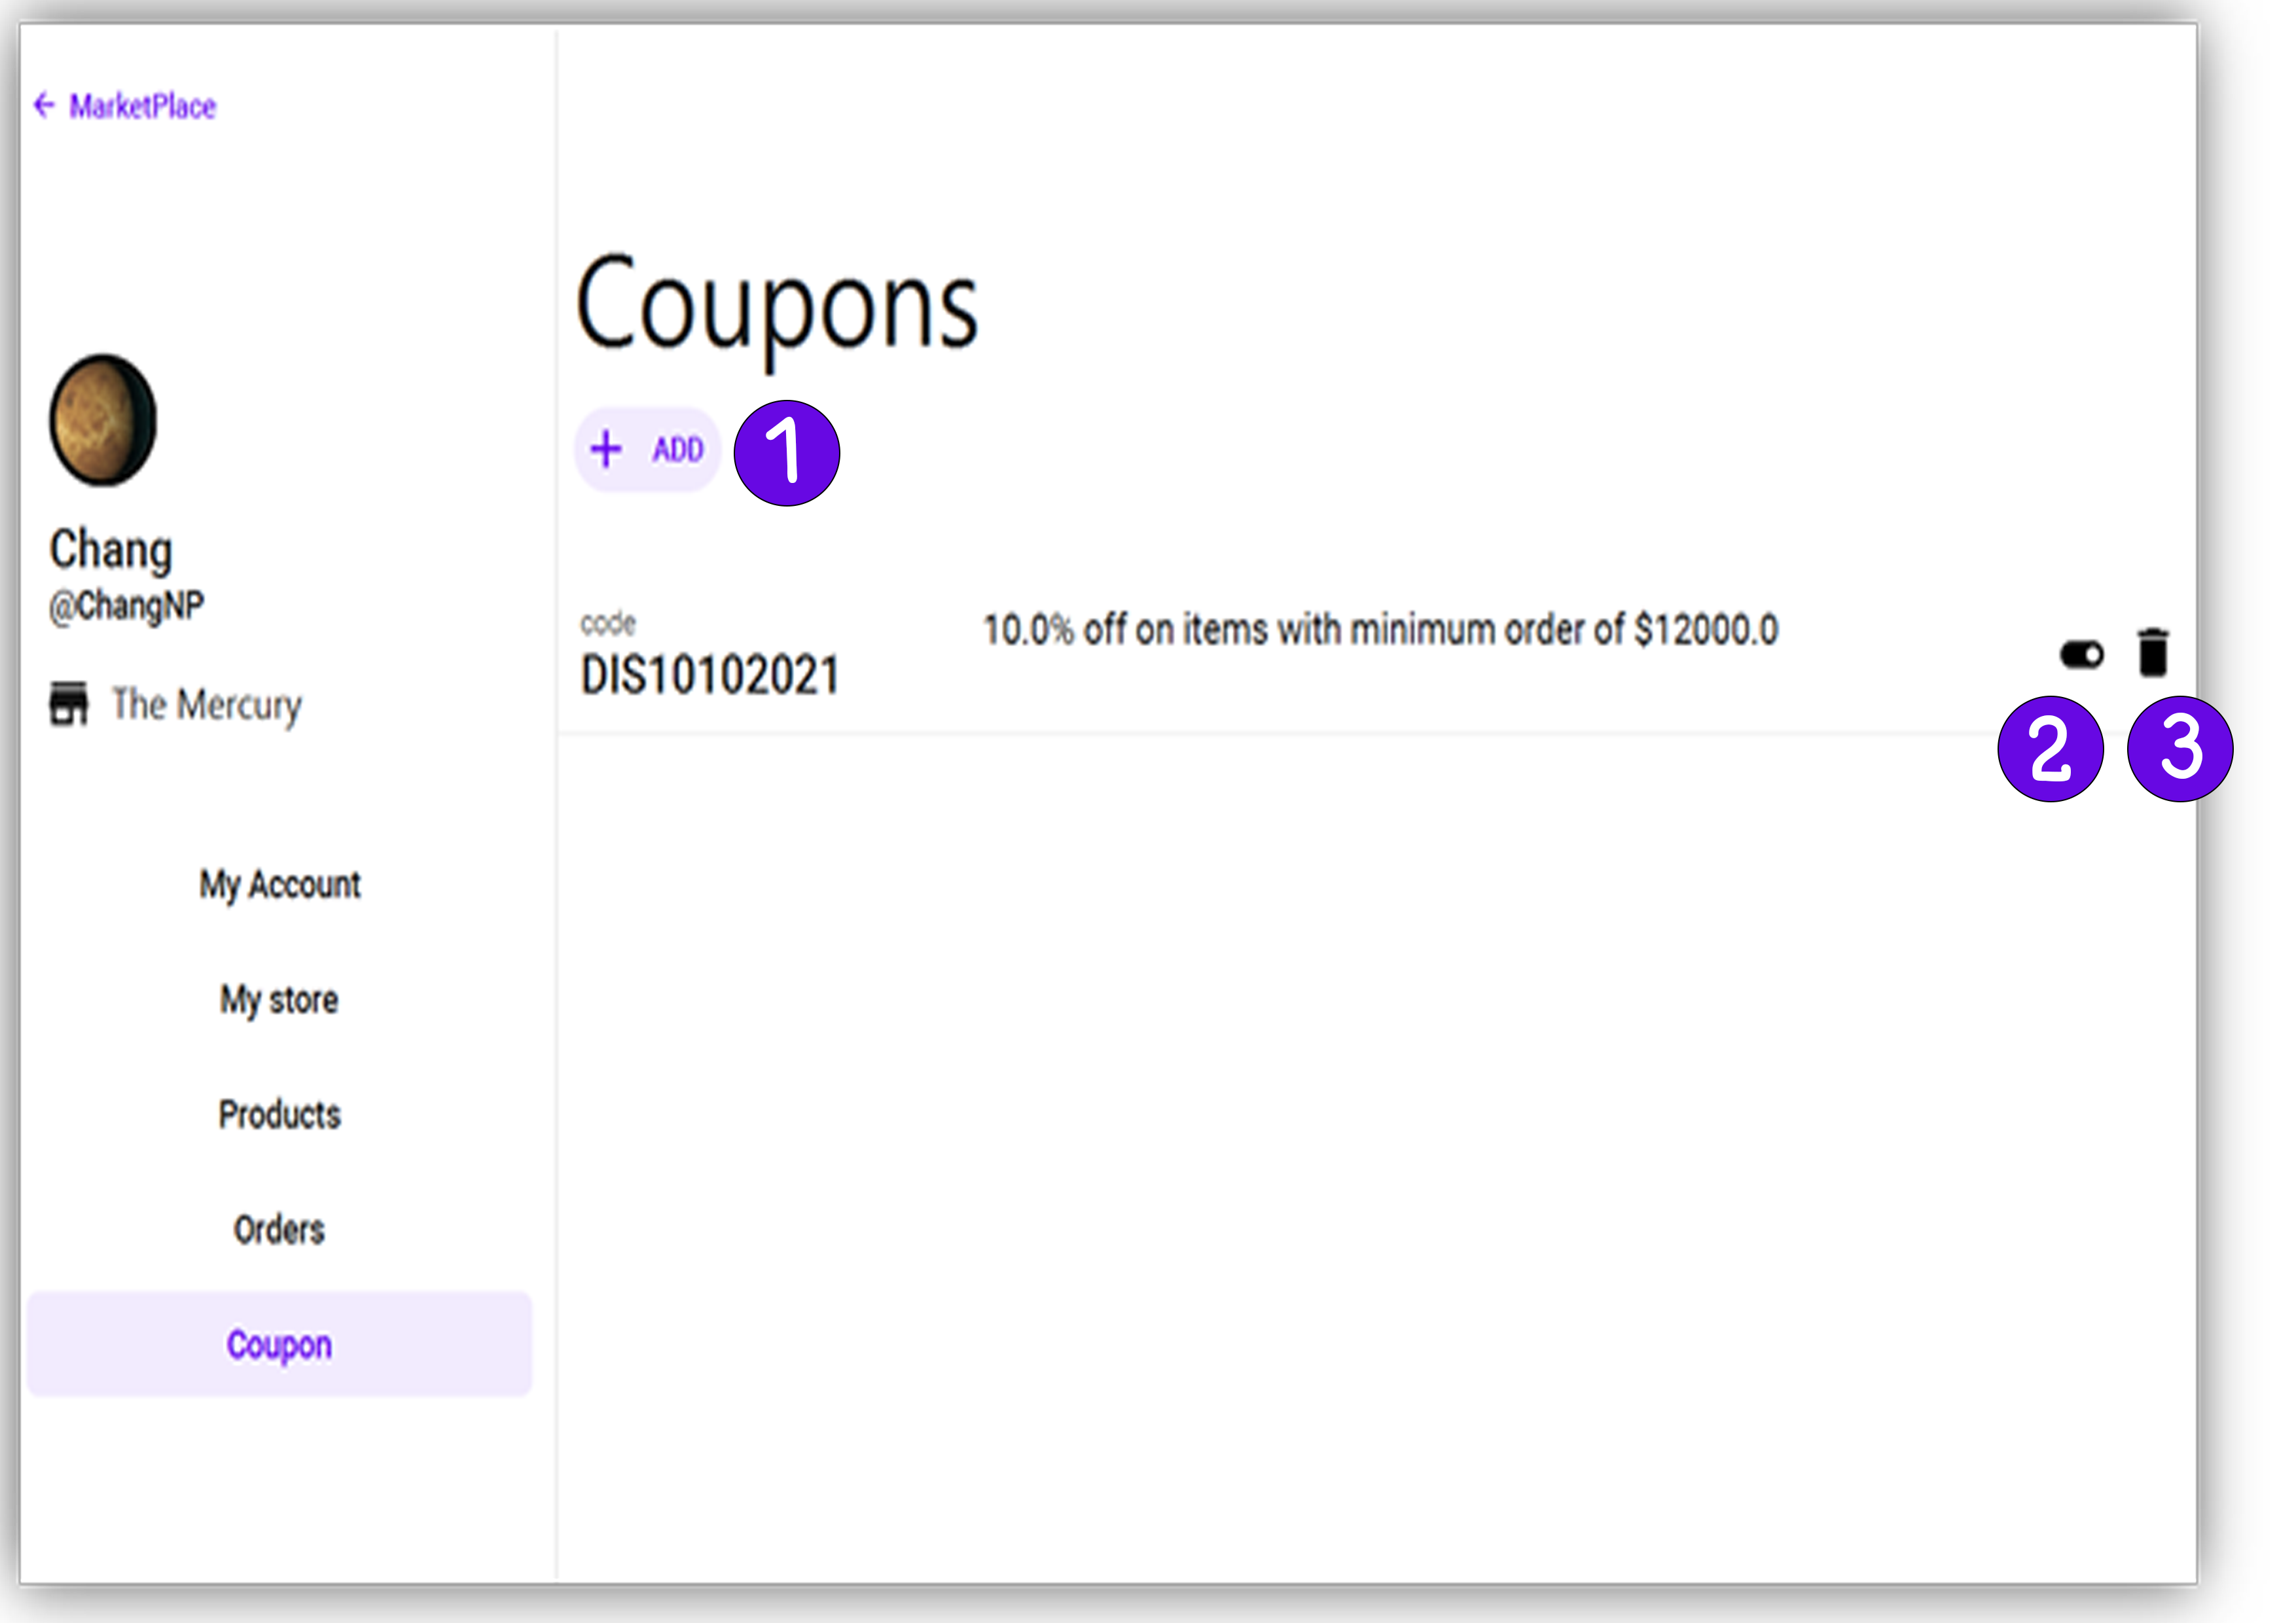 MarketPlace
Chang
@ChangNP
The Mercury
My Account
My store
Products
Orders
Coupon
Coupons
+ ADD
1
code
DIS10102021
10.0% off on items with minimum order of $12000.0
2
3